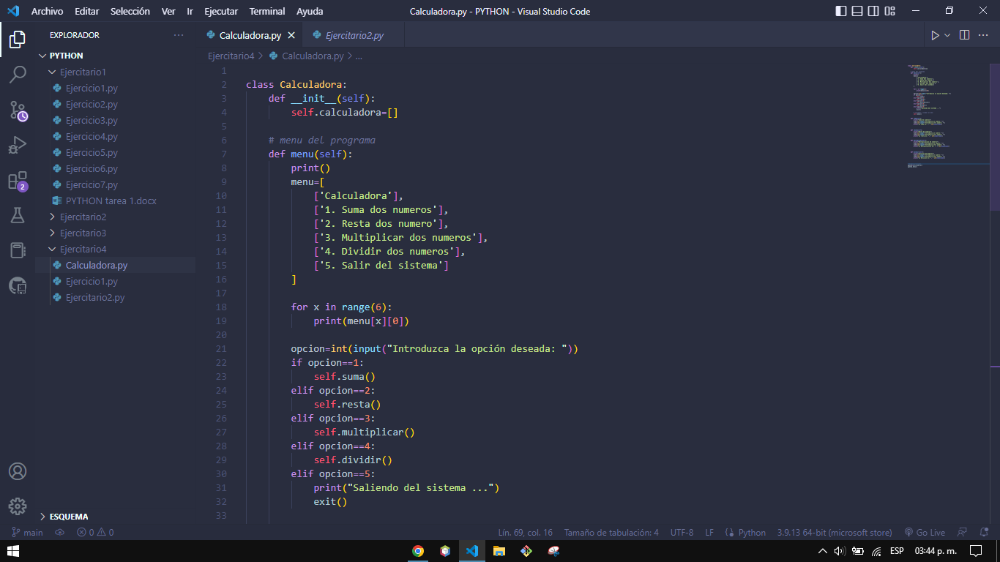 Archivo Editar Selección Ver Ir Ejecutar Terminal Ayuda
Calculadora.py - PYTHON - Visual Studio Code
EXPLORADOR
PYTHON
Ejercitario1
Ejercicio1.py
Ejercicio2.py
Ejercicio3.py
Ejercicio4.py
Ejercicio5.py
Ejercicio6.py
Ejercicio7.py
PYTHON tarea 1.docx
Ejercitario2
Ejercitario3
Ejercitario4
Calculadora.py
Ejercicio1.py
Ejercitario2.py
ESQUEMA
2
Calculadora.py
Ejercitario2.py
Ejercitario4 > Calculadora.py > ...
1
2 class Calculadora:
3 def __init__(self):
4 self.calculadora=[]
5
6 # menu del programa
7 def menu(self):
8 print()
9 menu=[
10 ['Calculadora'],
11 ['1. Suma dos numeros'],
12 ['2. Resta dos numero'],
13 ['3. Multiplicar dos numeros'],
14 ['4. Dividir dos numeros'],
15 ['5. Salir del sistema']
16 ]
17
18 for x in range(6):
19 print(menu[x][0])
20
21 opcion=int(input("Introduzca la opción deseada: "))
22 if opcion==1:
23 self.suma()
24 elif opcion==2:
25 self.resta()
26 elif opcion==3:
27 self.multiplicar()
28 elif opcion==4:
29 self.dividir()
30 elif opcion==5:
31 print("Saliendo del sistema ...")
32 exit()
33
main 0 0 Lín. 69, col. 16 Tamaño de tabulación: 4 UTF-8 LF Python 3.9.13 64-bit (microsoft store) Go Live
ESP 03:44 p. m.